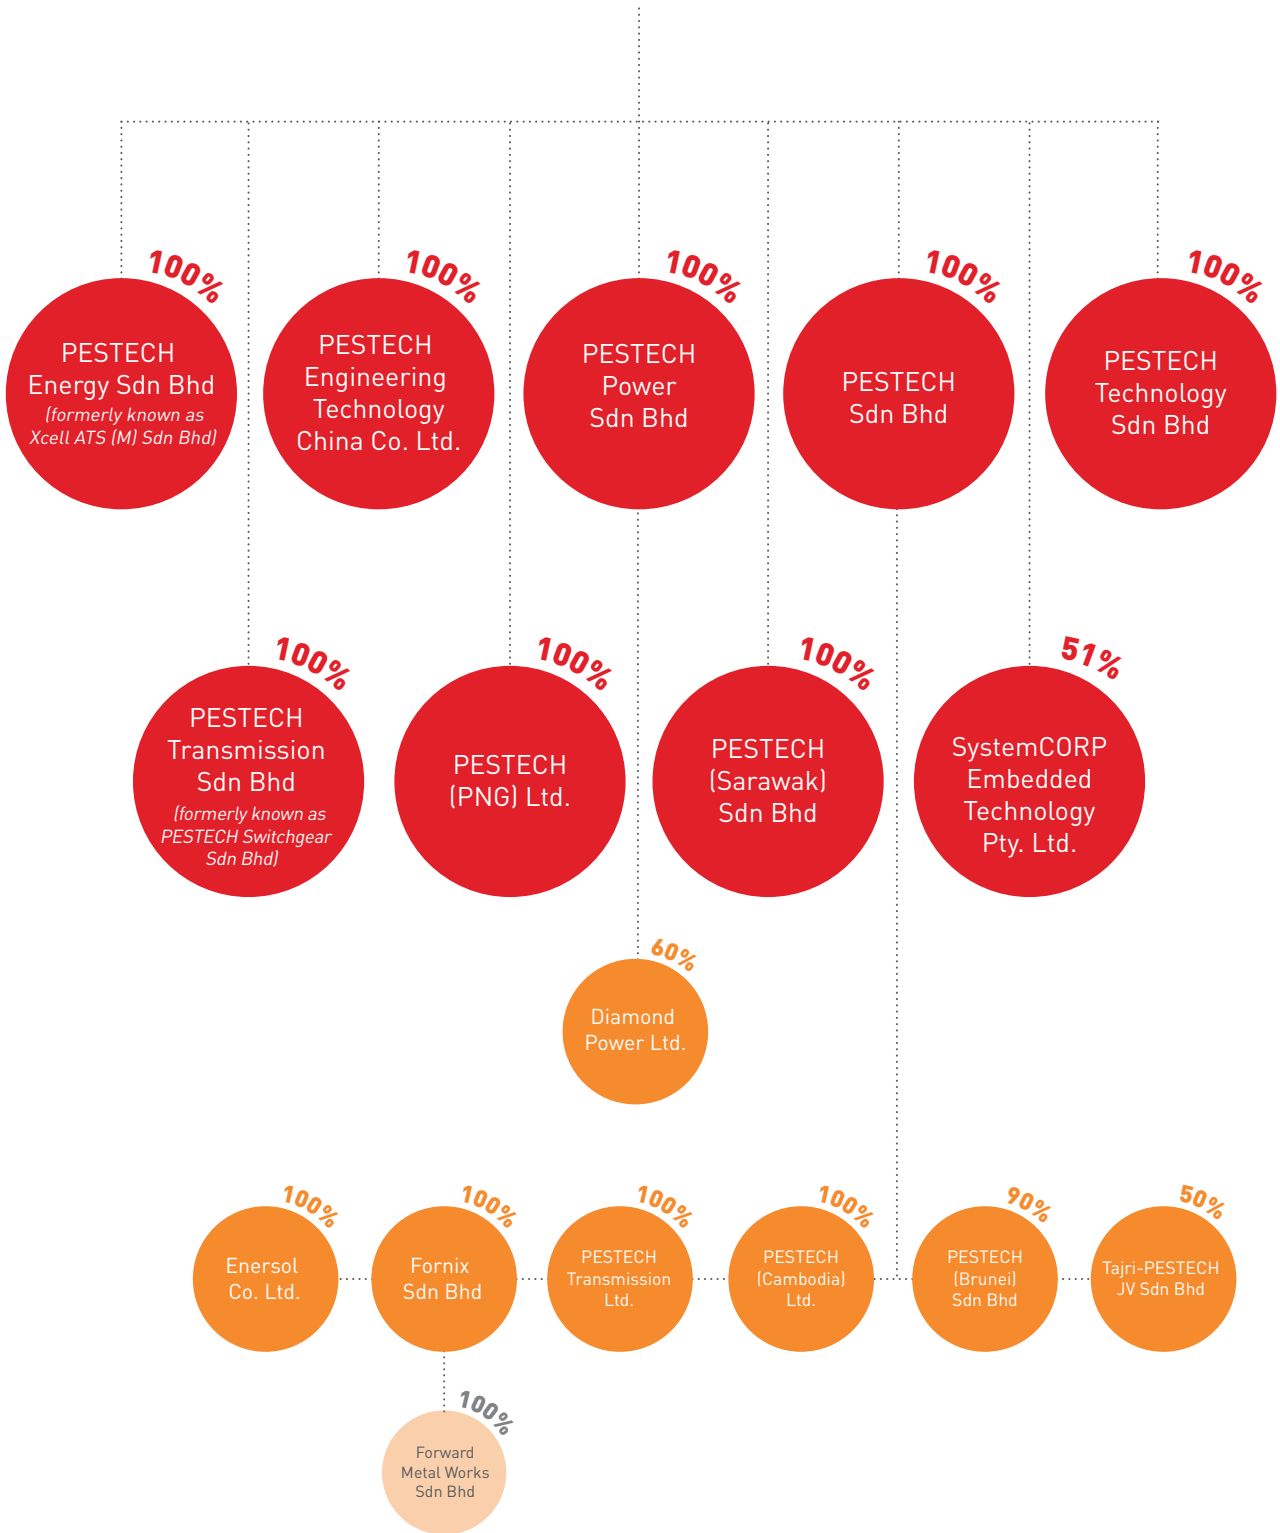 100%
PESTECH
Energy Sdn Bhd
(formerly known as
Xcell ATS (M) Sdn Bhd)
100%
PESTECH
Engineering
Technology
China Co. Ltd.
100%
PESTECH
Power
Sdn Bhd
100%
PESTECH
Sdn Bhd
100%
PESTECH
Technology
Sdn Bhd
100%
PESTECH
Transmission
Sdn Bhd
(formerly known as
PESTECH Switchgear
Sdn Bhd)
100%
PESTECH
(PNG) Ltd.
100%
PESTECH
(Sarawak)
Sdn Bhd
51%
SystemCORP
Embedded
Technology
Pty. Ltd.
60%
Diamond
Power Ltd.
100%
Enersol
Co. Ltd.
100%
Fornix
Sdn Bhd
100%
PESTECH
Transmission
Ltd.
100%
PESTECH
(Cambodia)
Ltd.
90%
PESTECH
(Brunei)
Sdn Bhd
50%
Tajri-PESTECH
JV Sdn Bhd
100%
Forward
Metal Works
Sdn Bhd